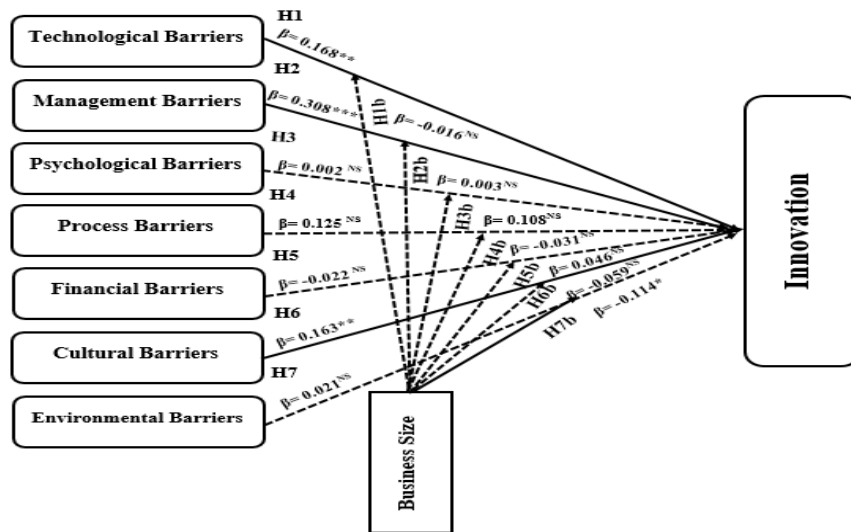 H1
Technological Barriers
β= 0.168**
H2
Management Barriers
β= 0.308***
H3
Psychological Barriers
β= 0.002 NS
H4
Process Barriers
β= 0.125 NS
H5
Financial Barriers
β= -0.022 NS
H6
Cultural Barriers
β= 0.163**
H7
Environmental Barriers
β= 0.021NS
H1b
β= -0.016NS
H2b
β= 0.003NS
H3b
β= 0.108NS
H4b
β= -0.031NS
H5b
β= 0.046NS
H6b
β= -0.059NS
H7b
β= -0.114*
Business Size
Innovation